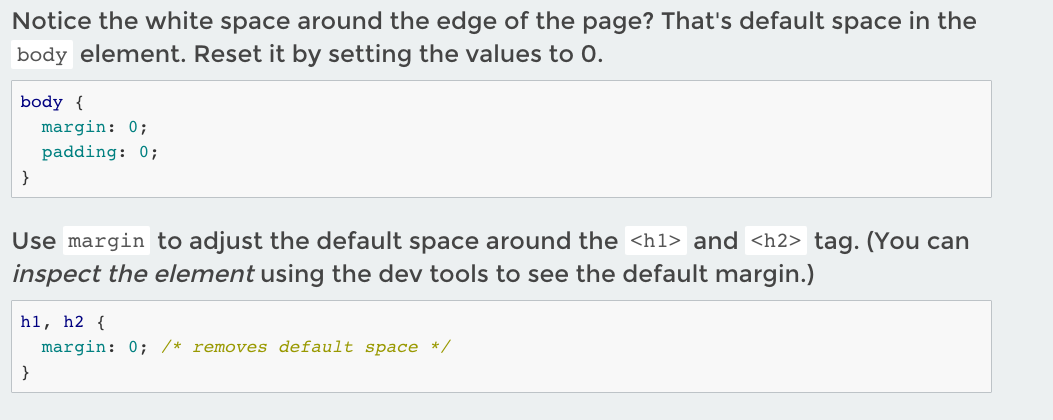 Notice the white space around the edge of the page? That's default space in the
body element. Reset it by setting the values to 0.
body {
  margin: 0;
  padding: 0;
}
Use margin to adjust the default space around the <h1> and <h2> tag. (You can
inspect the element using the dev tools to see the default margin.)
h1, h2 {
  margin: 0; /* removes default space */
}